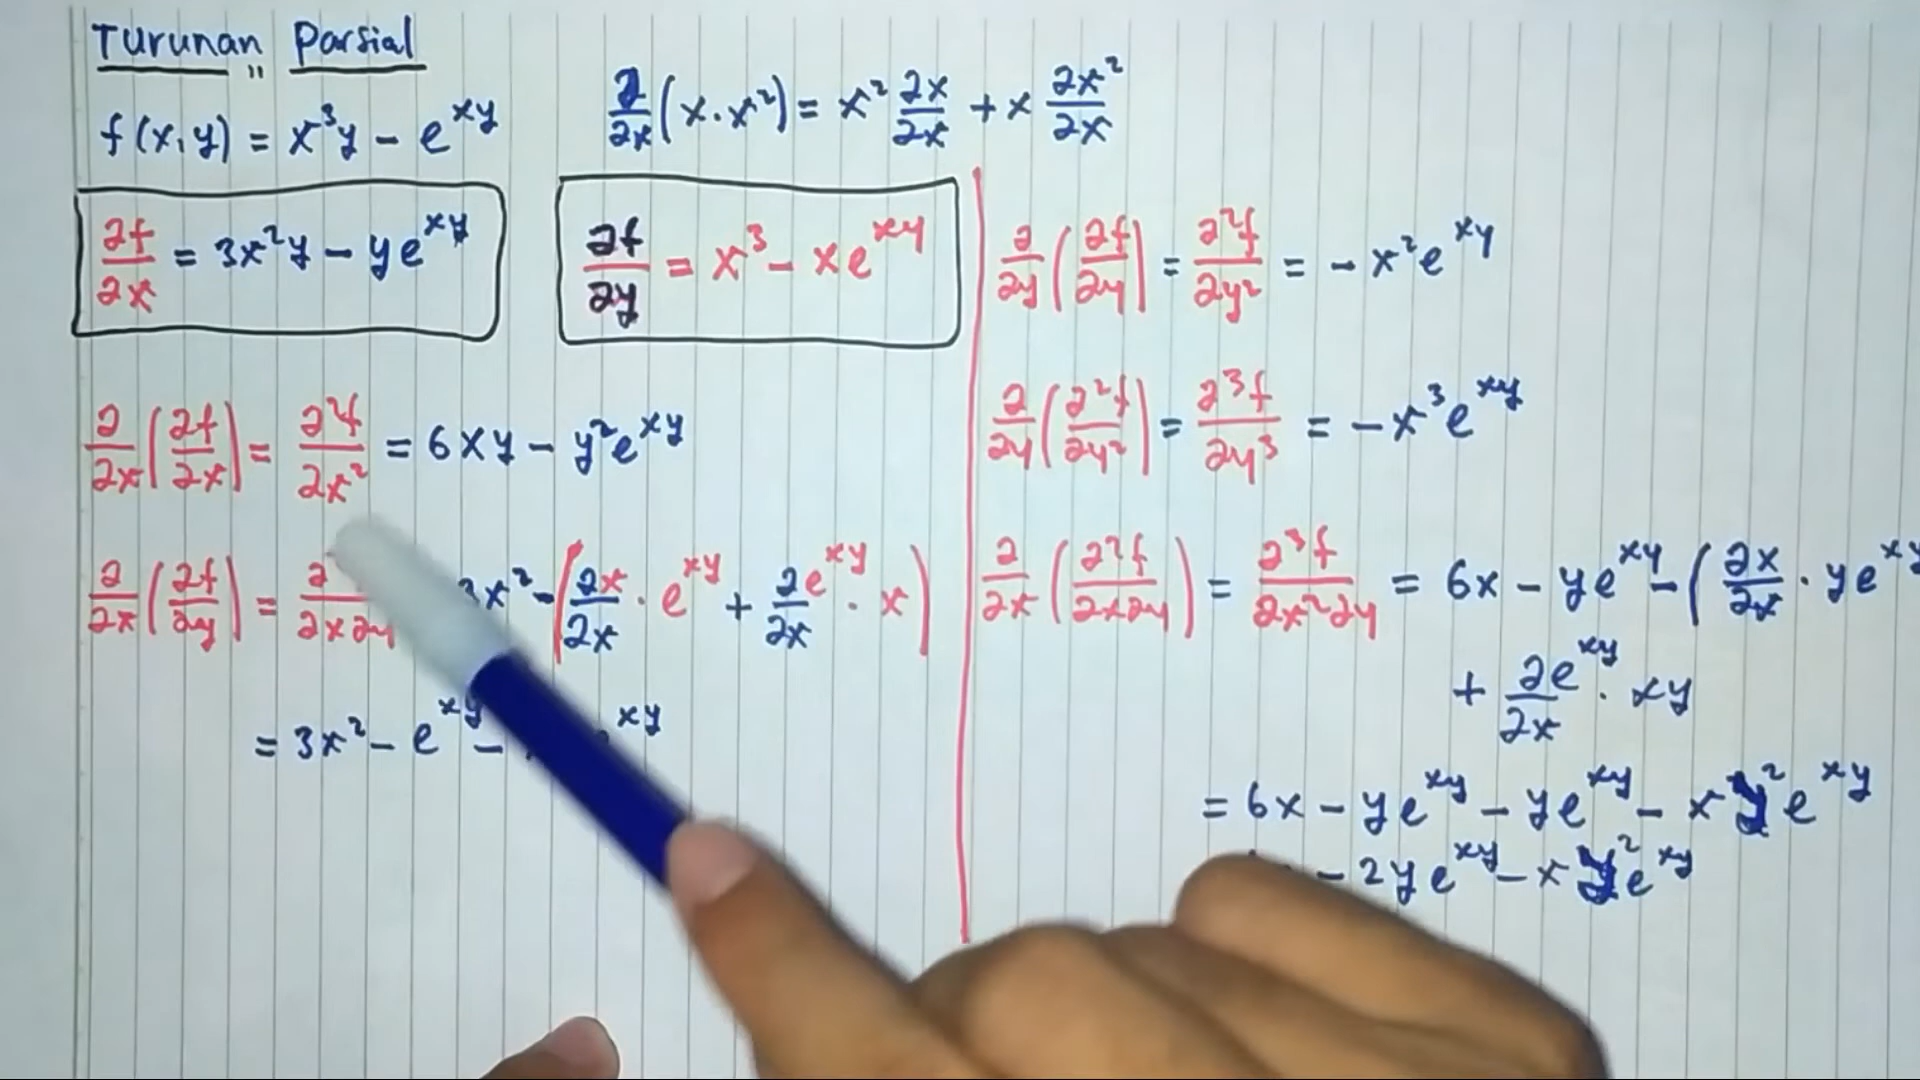 Turunan Parsial
f(x,y) = x³y - e^xy
∂/∂x (x.x²) = x² ∂x/∂x + x ∂x²/∂x
∂f/∂x = 3x²y - ye^xy
∂f/∂y = x³ - xe^xy
∂/∂x (∂f/∂x) = ∂²f/∂x² = 6xy - y²e^xy
∂/∂x (∂f/∂y) = ∂/∂x∂y 3x² - (∂x/∂x . e^xy + ∂e^xy/∂x . x)
= 3x² - e^xy - xy
∂/∂y (∂f/∂y) = ∂²f/∂y² = - x²e^xy
∂/∂y (∂²f/∂y²) = ∂³f/∂y³ = - x³e^xy
∂/∂x (∂²f/∂x∂y) = ∂³f/∂x²∂y = 6x - ye^xy - (∂x/∂x . ye^xy
+ ∂e^xy/∂x . xy
= 6x - ye^xy - ye^xy - xy²e^xy
- 2ye^xy - xy²e^xy